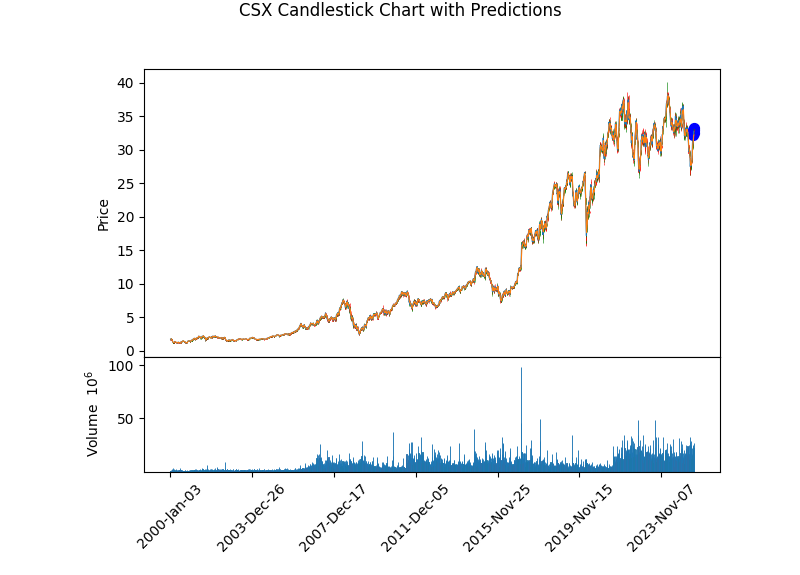 CSX Candlestick Chart with Predictions
40
35
30
25
20
15
10
5
0
Price
100
50
Volume 10^6
2000-Jan-03
2003-Dec-26
2007-Dec-17
2011-Dec-05
2015-Nov-25
2019-Nov-15
2023-Nov-07